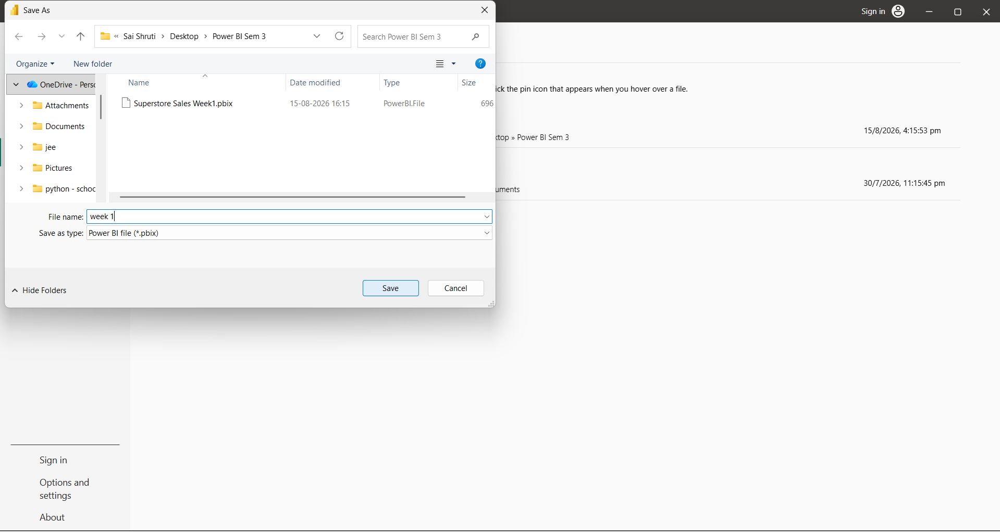 Save As
Sign in
« Sai Shruti › Desktop › Power BI Sem 3
Search Power BI Sem 3
Organize
New folder
?
OneDrive - Persc
Name
Date modified
Type
Size
ick the pin icon that appears when you hover over a file.
Attachments
Superstore Sales Week1.pbix
15-08-2026 16:15
PowerBI.File
696
Documents
15/8/2026, 4:15:53 pm
ktop » Power BI Sem 3
jee
Pictures
30/7/2026, 11:15:45 pm
python - schoc
uments
File name: week 1
Save as type: Power BI file (*.pbix)
Hide Folders
Save
Cancel
Sign in
Options and
settings
About